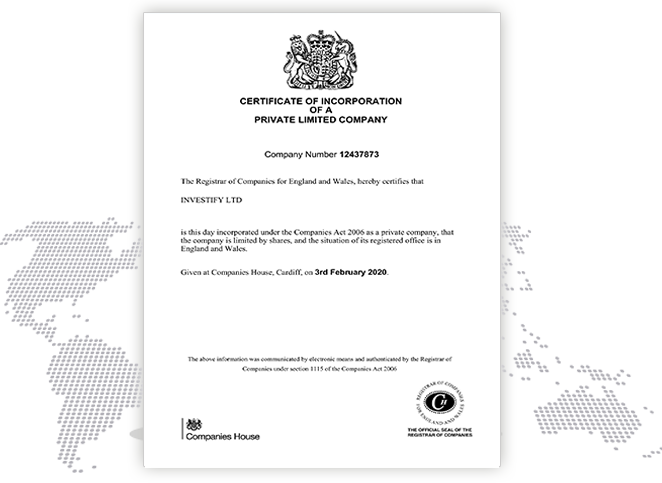 CERTIFICATE OF INCORPORATION
OF A
PRIVATE LIMITED COMPANY
Company Number 12437873
The Registrar of Companies for England and Wales, hereby certifies that
INVESTIFY LTD
is this day incorporated under the Companies Act 2006 as a private company, that
the company is limited by shares, and the situation of its registered office is in
England and Wales.
Given at Companies House, Cardiff, on 3rd February 2020.
The above information was communicated by electronic means and authenticated by the Registrar of
Companies under section 1115 of the Companies Act 2006
Companies House
REGISTRAR OF COMPANIES
FOR ENGLAND AND WALES
CH
THE OFFICIAL SEAL OF THE
REGISTRAR OF COMPANIES